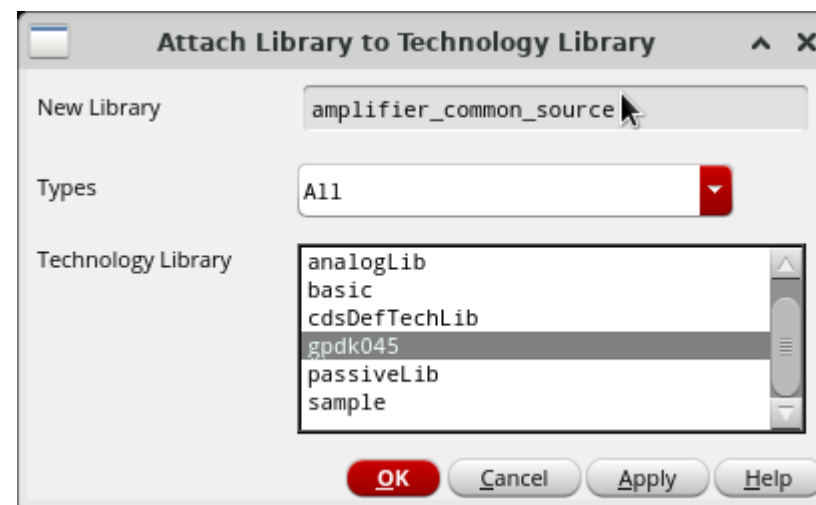 Attach Library to Technology Library
New Library
amplifier_common_source
Types
All
Technology Library
analogLib
basic
cdsDefTechLib
gpdk045
passiveLib
sample
OK
Cancel
Apply
Help